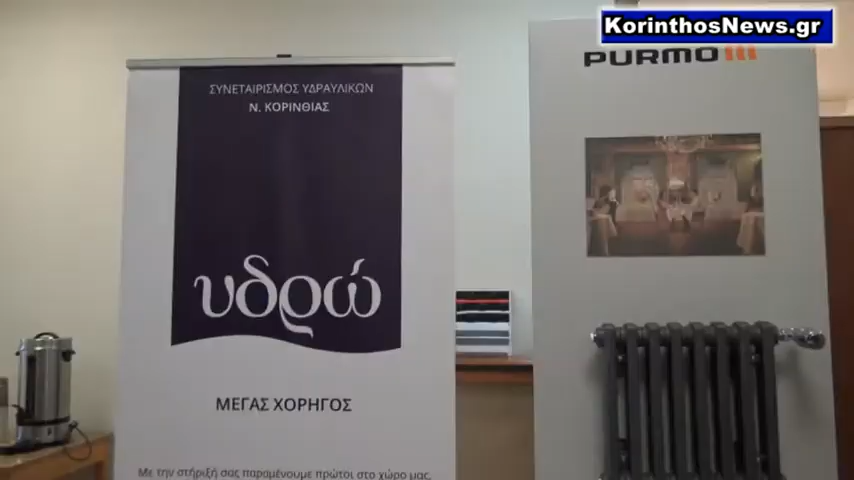 KorinthosNews.gr
ΣΥΝΕΤΑΙΡΙΣΜΟΣ ΥΔΡΑΥΛΙΚΩΝ
Ν. ΚΟΡΙΝΘΙΑΣ
υδρώ
ΜΕΓΑΣ ΧΟΡΗΓΟΣ
Με την στήριξή σας παραμένουμε πρώτοι στο χώρο μας.
PURMO